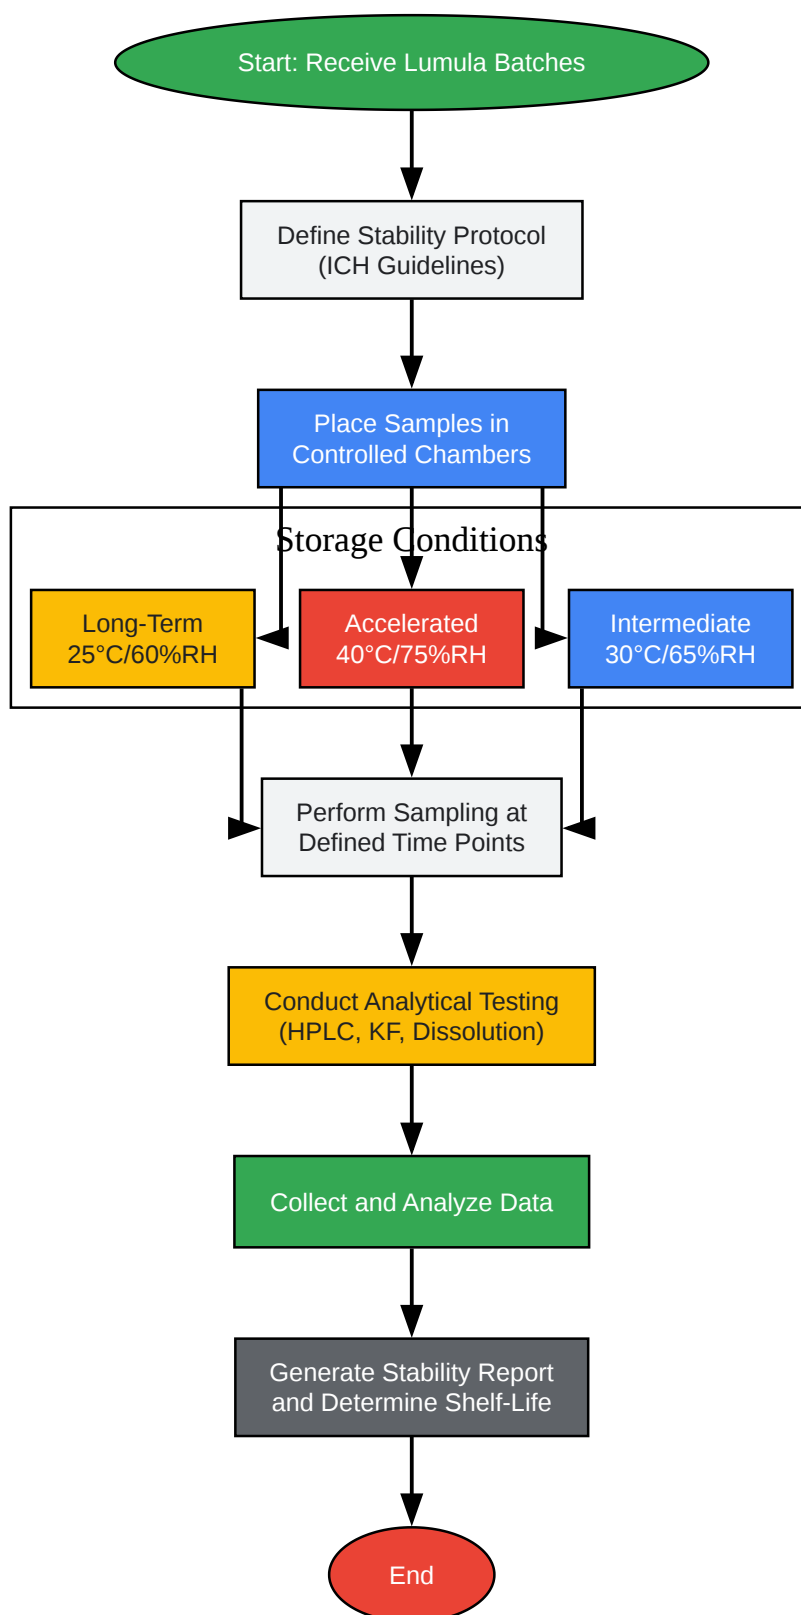 Start: Receive Lumula Batches
Define Stability Protocol
(ICH Guidelines)
Place Samples in
Controlled Chambers
Storage Conditions
Long-Term
25°C/60%RH
Accelerated
40°C/75%RH
Intermediate
30°C/65%RH
Perform Sampling at
Defined Time Points
Conduct Analytical Testing
(HPLC, KF, Dissolution)
Collect and Analyze Data
Generate Stability Report
and Determine Shelf-Life
End